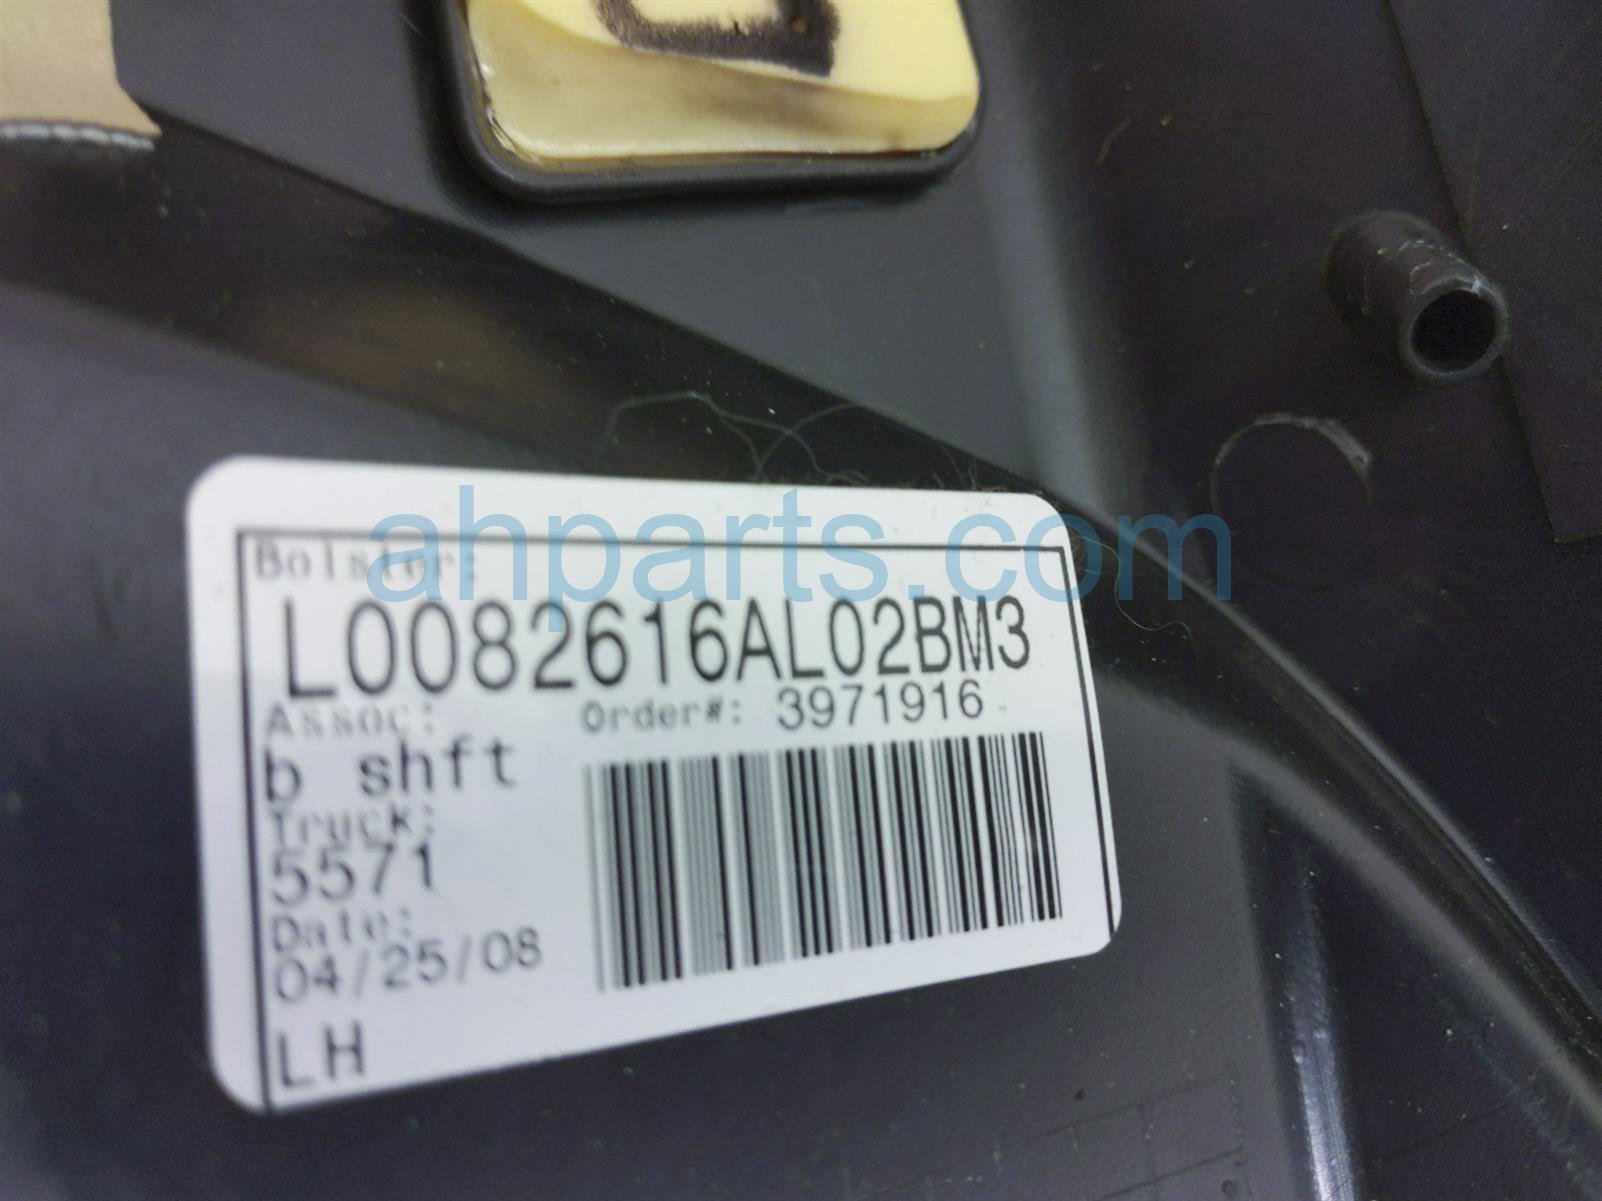 Bolster:
L0082616AL02BM3
Assoc: Order#: 3971916
b shft
Truck:
5571
Date:
04/25/08
LH
ahparts.com